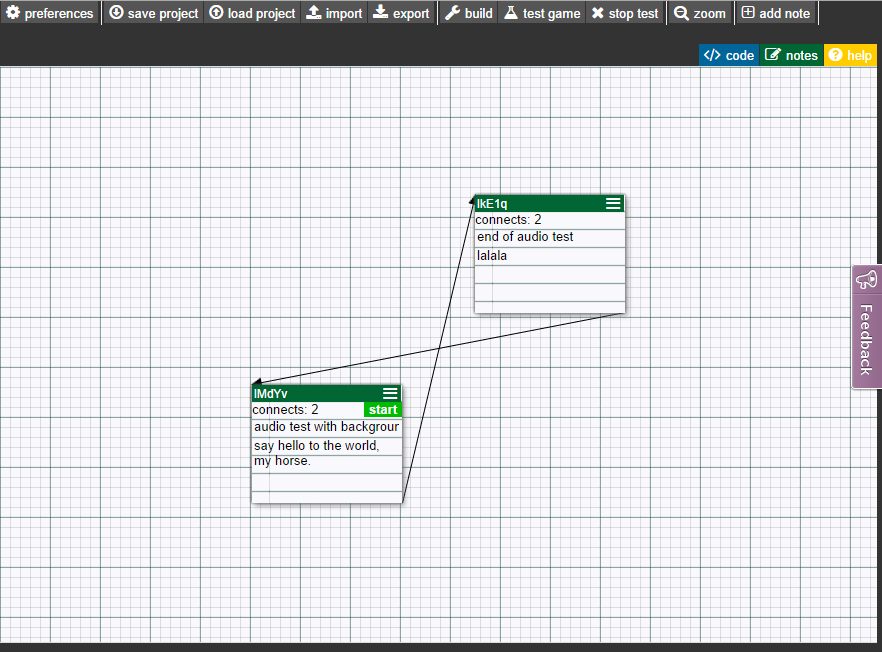 preferences save project load project import export build test game stop test zoom add note
</> code notes help
lkE1q
connects: 2
end of audio test
lalala
Feedback
lMdYv
connects: 2 start
audio test with backgrour
say hello to the world,
my horse.